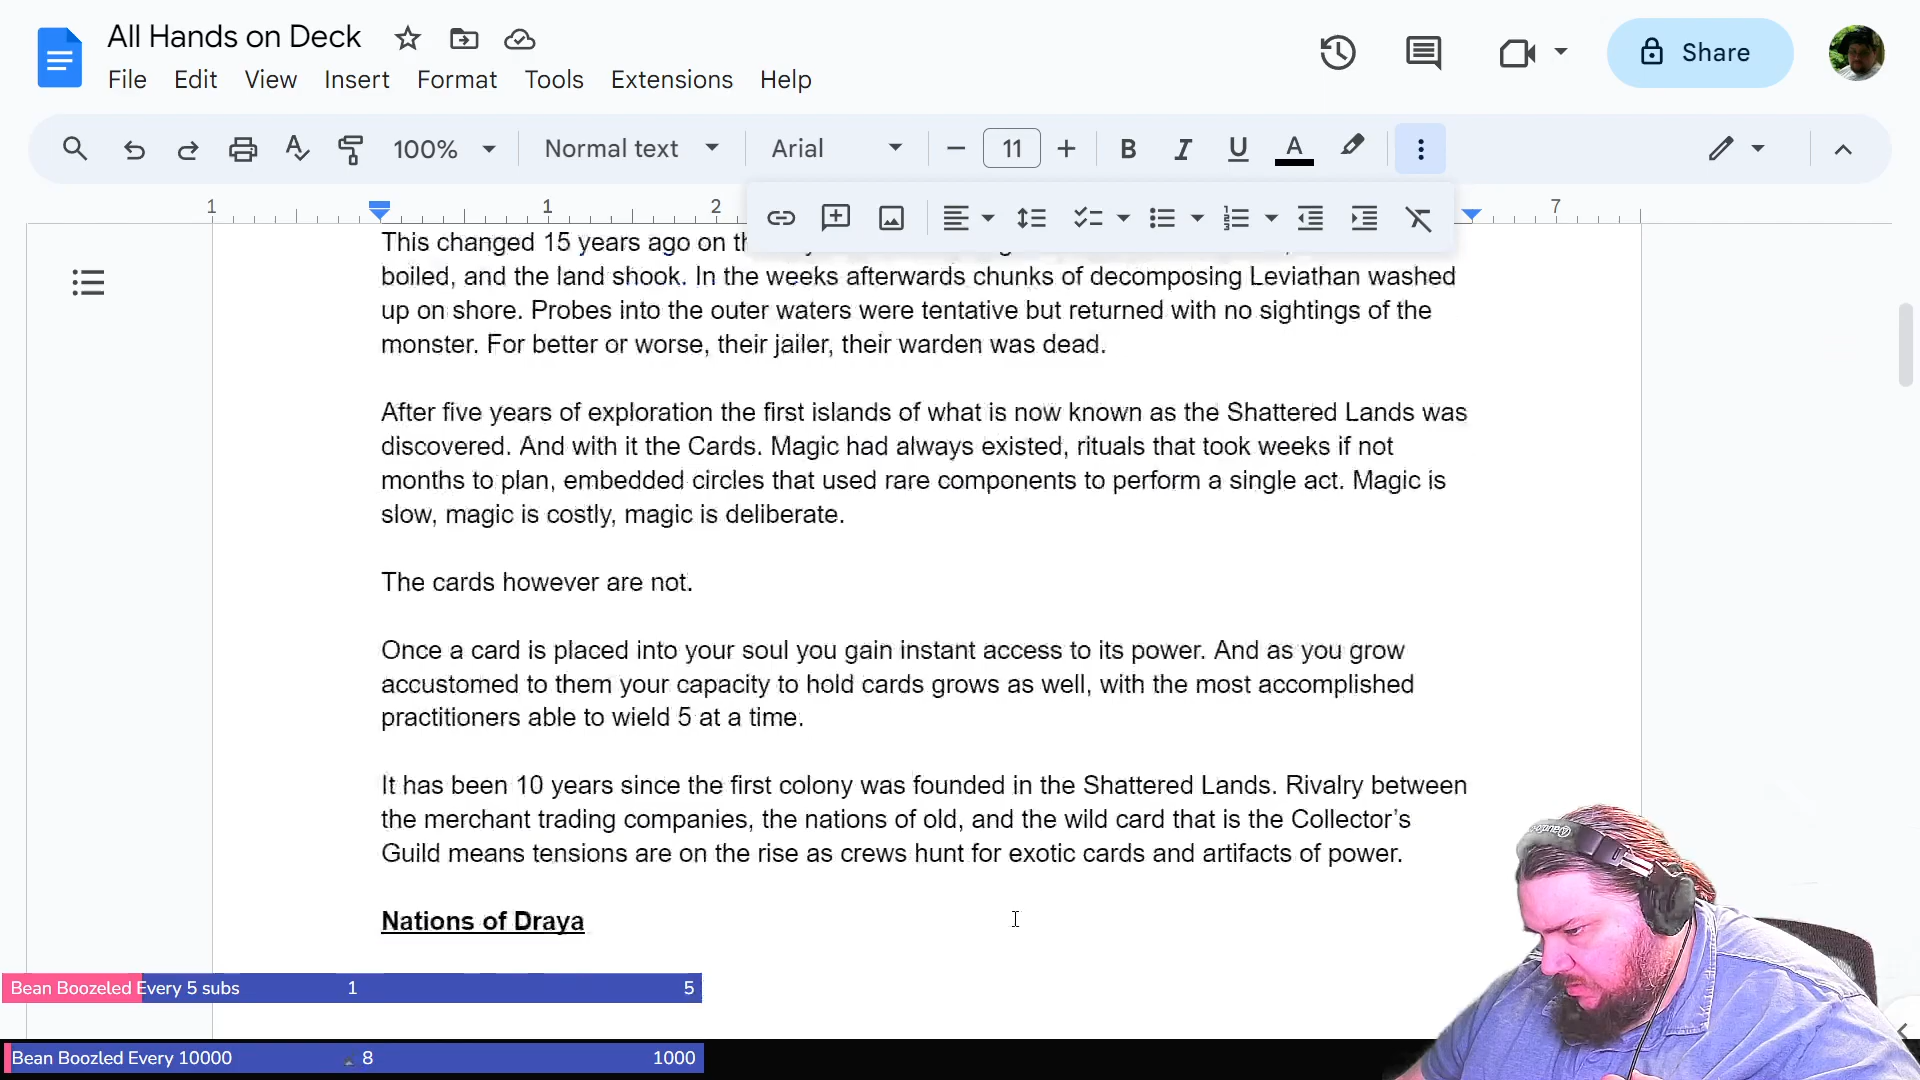 All Hands on Deck
File Edit View Insert Format Tools Extensions Help
Share
100% Normal text Arial 11 B I U A
1 1 2 7
This changed 15 years ago on
boiled, and the land shook. In the weeks afterwards chunks of decomposing Leviathan washed
up on shore. Probes into the outer waters were tentative but returned with no sightings of the
monster. For better or worse, their jailer, their warden was dead.
After five years of exploration the first islands of what is now known as the Shattered Lands was
discovered. And with it the Cards. Magic had always existed, rituals that took weeks if not
months to plan, embedded circles that used rare components to perform a single act. Magic is
slow, magic is costly, magic is deliberate.
The cards however are not.
Once a card is placed into your soul you gain instant access to its power. And as you grow
accustomed to them your capacity to hold cards grows as well, with the most accomplished
practitioners able to wield 5 at a time.
It has been 10 years since the first colony was founded in the Shattered Lands. Rivalry between
the merchant trading companies, the nations of old, and the wild card that is the Collector’s
Guild means tensions are on the rise as crews hunt for exotic cards and artifacts of power.
Nations of Draya
Bean Boozeled Every 5 subs 1 5
Bean Boozled Every 10000 8 1000